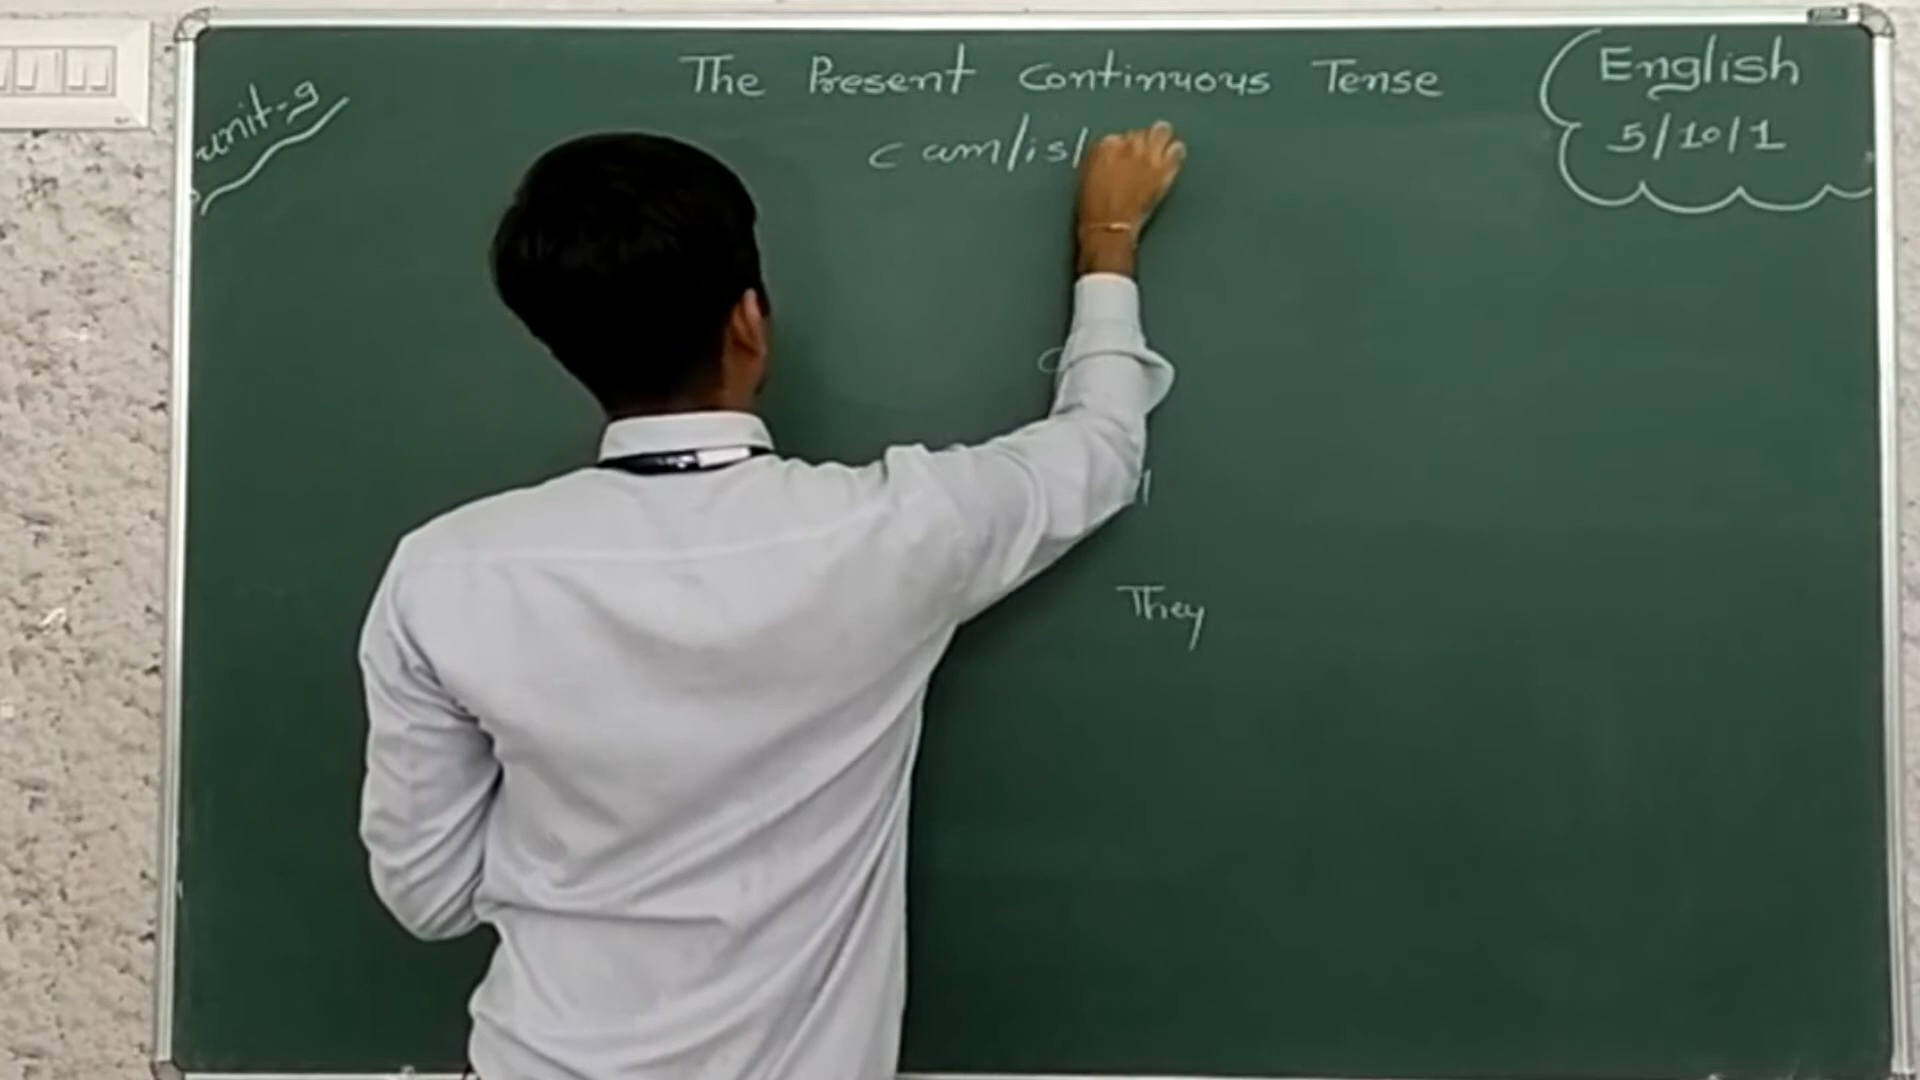 unit-9
The Present Continuous Tense
( am/is/
English
5/10/1
They